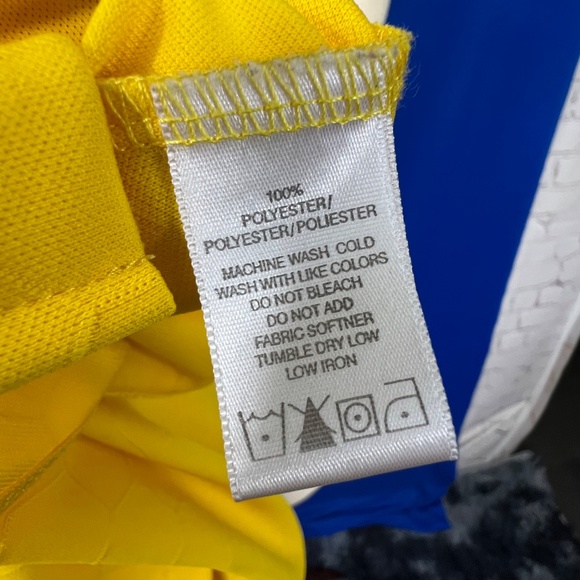 100%
POLYESTER/
POLYESTER/POLIESTER
MACHINE WASH COLD
WASH WITH LIKE COLORS
DO NOT BLEACH
DO NOT ADD
FABRIC SOFTNER
TUMBLE DRY LOW
LOW IRON